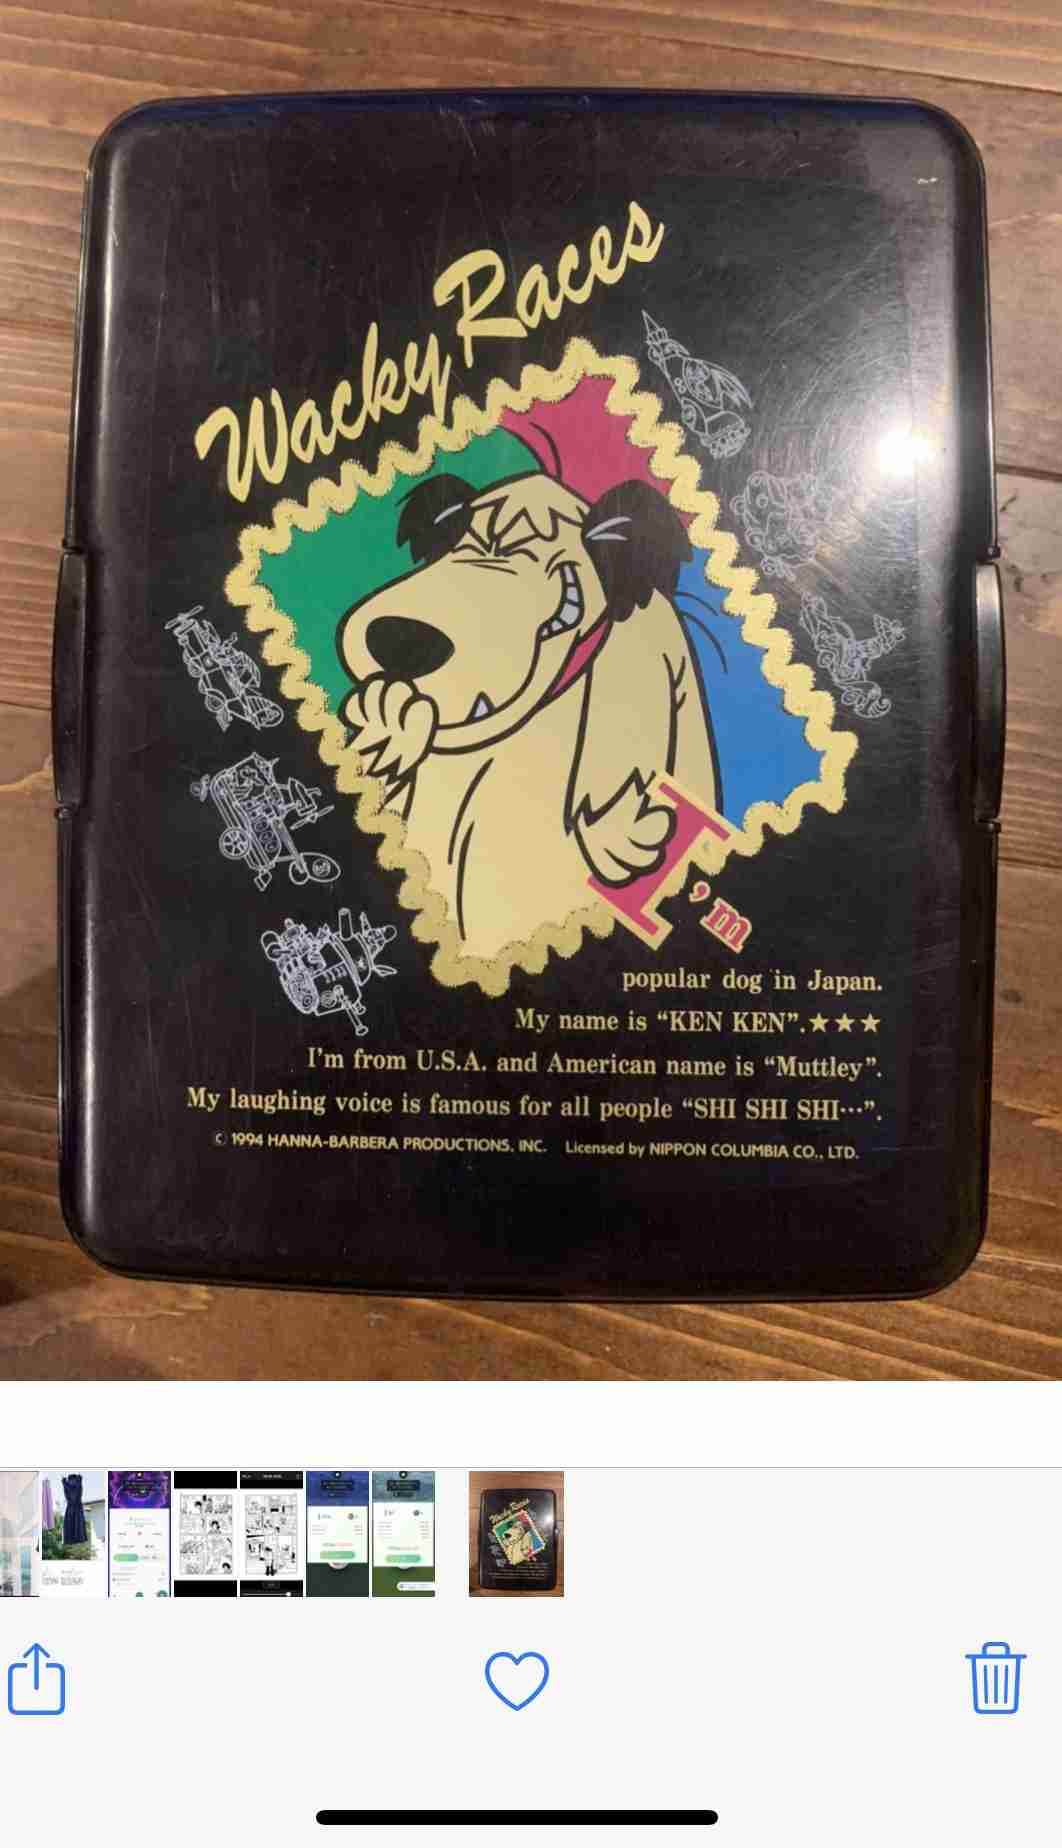 Wacky Races
I'm
popular dog in Japan.
My name is “KEN KEN”.★★★
I'm from U.S.A. and American name is “Muttley”.
My laughing voice is famous for all people “SHI SHI SHI…”.
© 1994 HANNA-BARBERA PRODUCTIONS, INC. Licensed by NIPPON COLUMBIA CO., LTD.